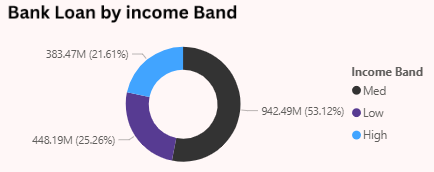 Bank Loan by income Band
383.47M (21.61%)
Income Band
Med
942.49M (53.12%)
Low
High
448.19M (25.26%)